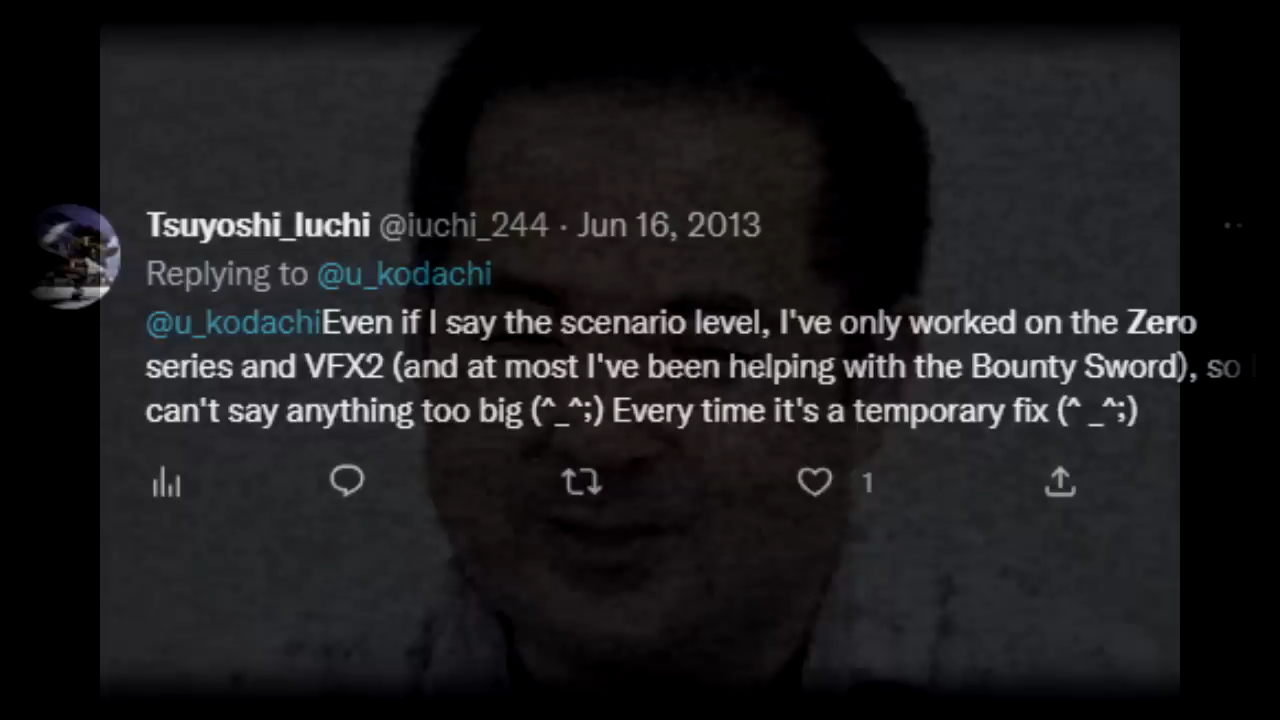 Tsuyoshi_Iuchi @iuchi_244 · Jun 16, 2013
Replying to @u_kodachi
@u_kodachiEven if I say the scenario level, I've only worked on the Zero
series and VFX2 (and at most I've been helping with the Bounty Sword), so I
can't say anything too big (^_^;) Every time it's a temporary fix (^ _^;)
1